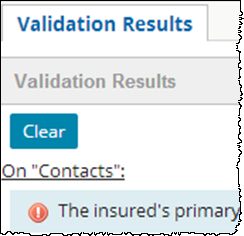 Validation Results
Validation Results
Clear
On "Contacts":
The insured's primary